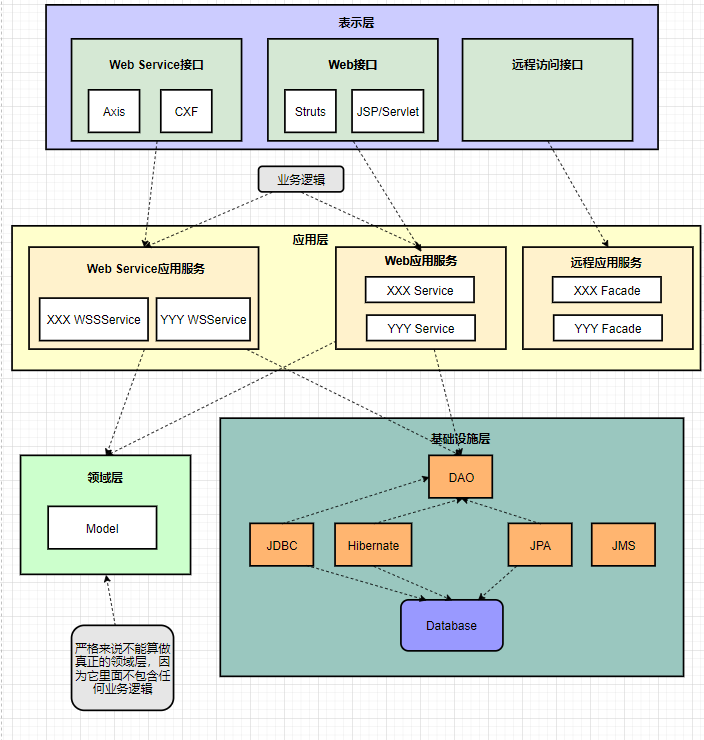 表示层
Web Service接口
Web接口
远程访问接口
Axis
CXF
Struts
JSP/Servlet
业务逻辑
应用层
Web Service应用服务
Web应用服务
远程应用服务
XXX WSSService
YYY WSService
XXX Service
YYY Service
XXX Facade
YYY Facade
基础设施层
领域层
Model
DAO
JDBC
Hibernate
JPA
JMS
Database
严格来说不能算做
真正的领域层，因
为它里面不包含任
何业务逻辑